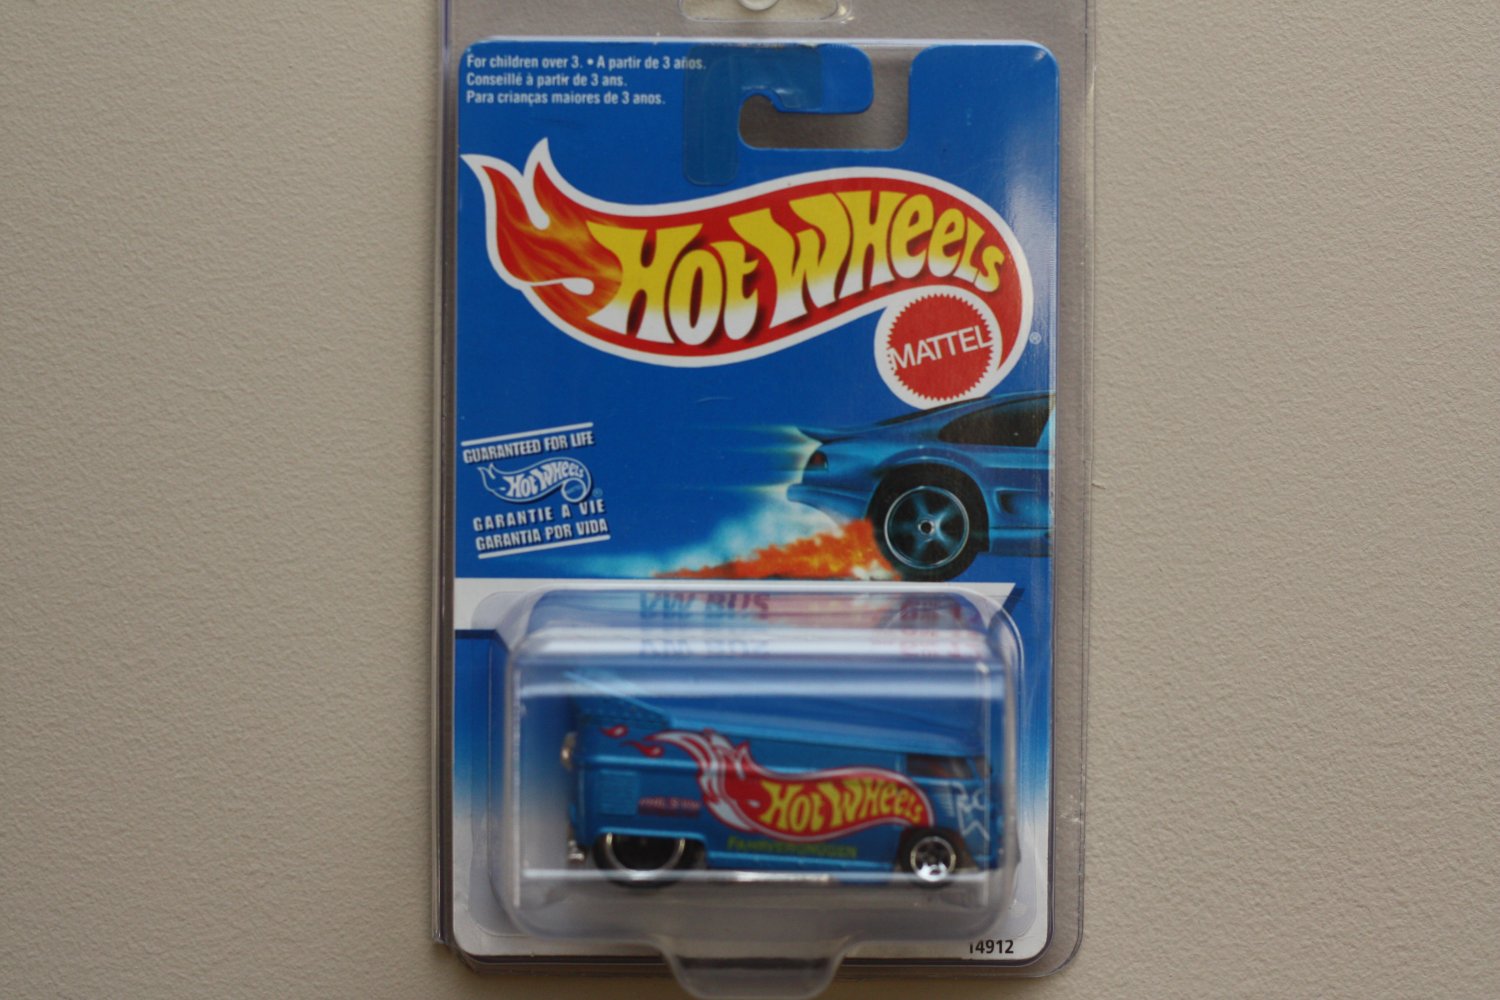 For children over 3. • A partir de 3 años.
Conseillé à partir de 3 ans.
Para crianças maiores de 3 anos.
HOT WHEELS
MATTEL
®
GUARANTEED FOR LIFE
HOT WHEELS ®
GARANTIE A VIE
GARANTIA POR VIDA
VW BUS
HOT WHEELS
FAHRVERGNUGEN
14912